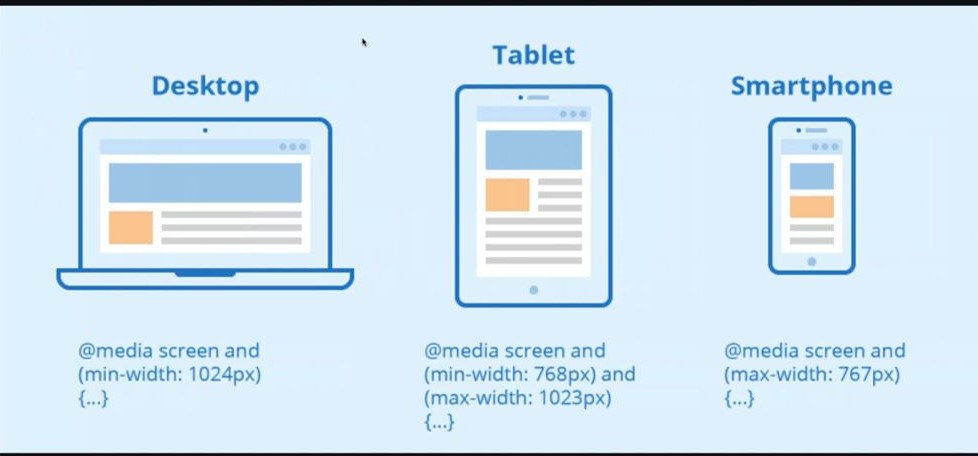 Desktop
@media screen and
(min-width: 1024px)
{...}
Tablet
@media screen and
(min-width: 768px) and
(max-width: 1023px)
{...}
Smartphone
@media screen and
(max-width: 767px)
{...}